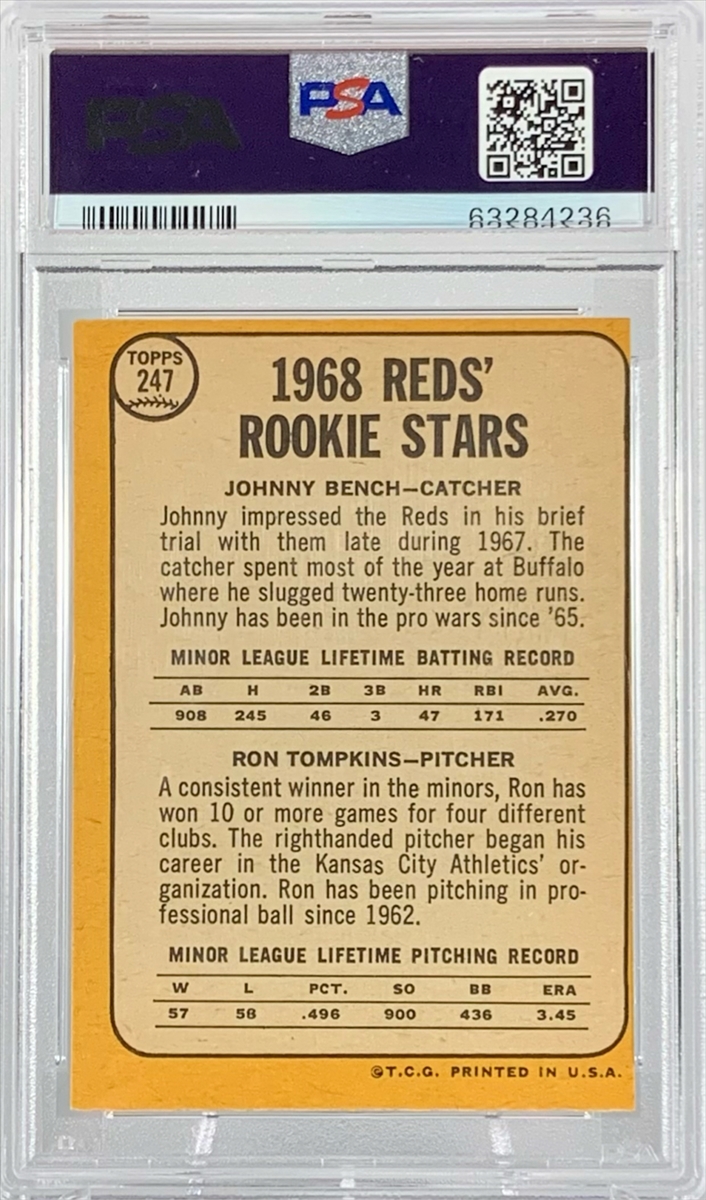 PSA
PSA
63284236
TOPPS
247
1968 REDS'
ROOKIE STARS
JOHNNY BENCH—CATCHER
Johnny impressed the Reds in his brief
trial with them late during 1967. The
catcher spent most of the year at Buffalo
where he slugged twenty-three home runs.
Johnny has been in the pro wars since '65.
MINOR LEAGUE LIFETIME BATTING RECORD
AB H 2B 3B HR RBI AVG.
908 245 46 3 47 171 .270
RON TOMPKINS—PITCHER
A consistent winner in the minors, Ron has
won 10 or more games for four different
clubs. The righthanded pitcher began his
career in the Kansas City Athletics' or-
ganization. Ron has been pitching in pro-
fessional ball since 1962.
MINOR LEAGUE LIFETIME PITCHING RECORD
W L PCT. SO BB ERA
57 58 .496 900 436 3.45
©T.C.G. PRINTED IN U.S.A.